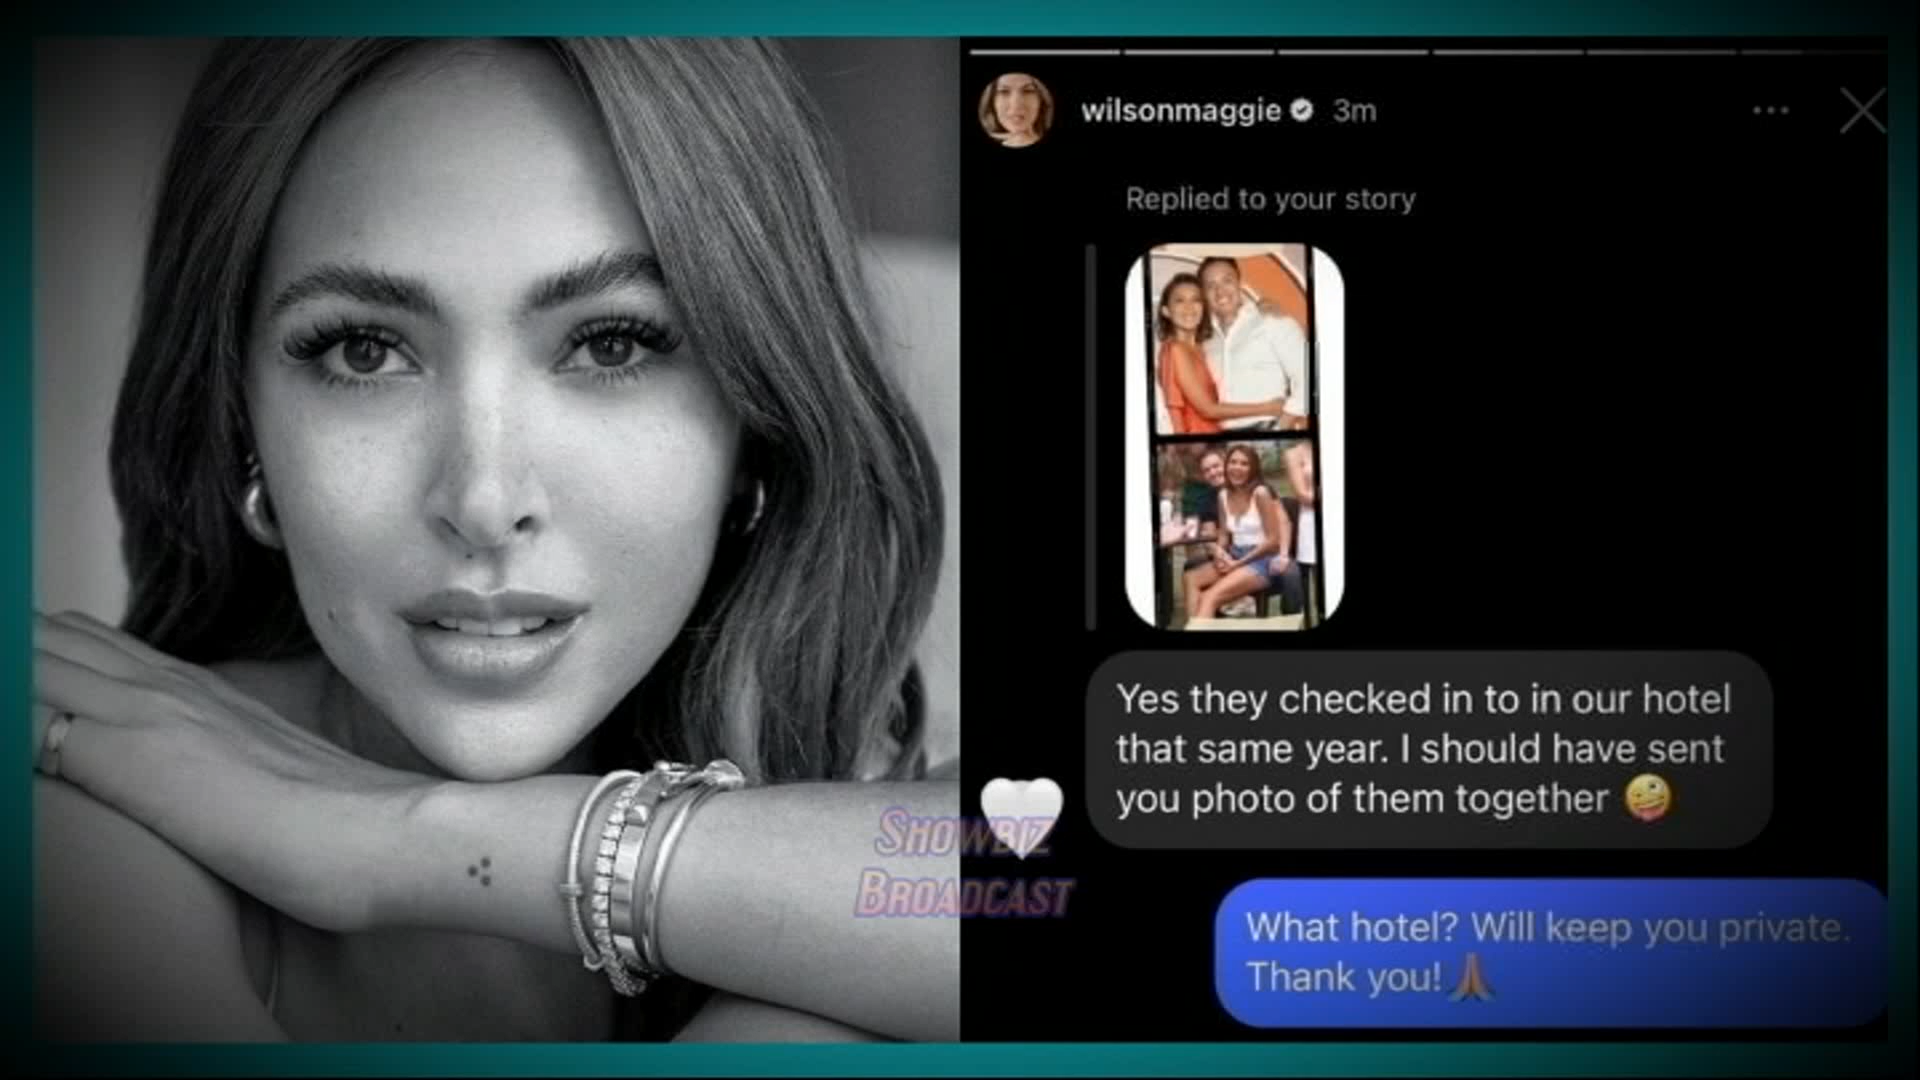 wilsonmaggie 3m
Replied to your story
Yes they checked in to in our hotel
that same year. I should have sent
you photo of them together 🤪
SHOWBIZ
BROADCAST
What hotel? Will keep you private.
Thank you! 🙏